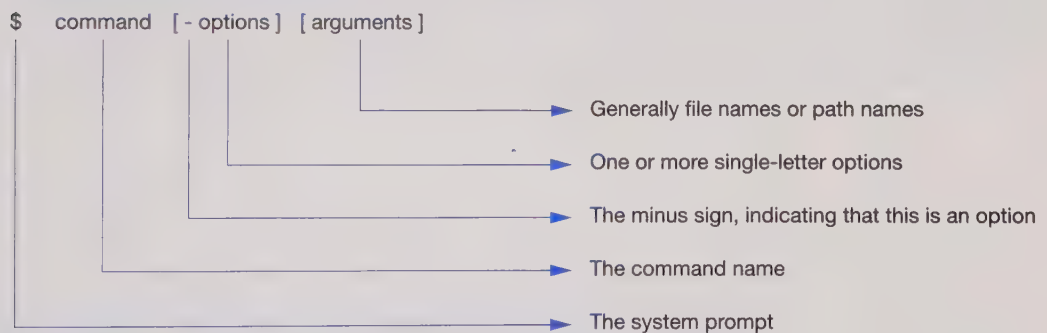 $ command [ - options ] [ arguments ]
Generally file names or path names
One or more single-letter options
The minus sign, indicating that this is an option
The command name
The system prompt